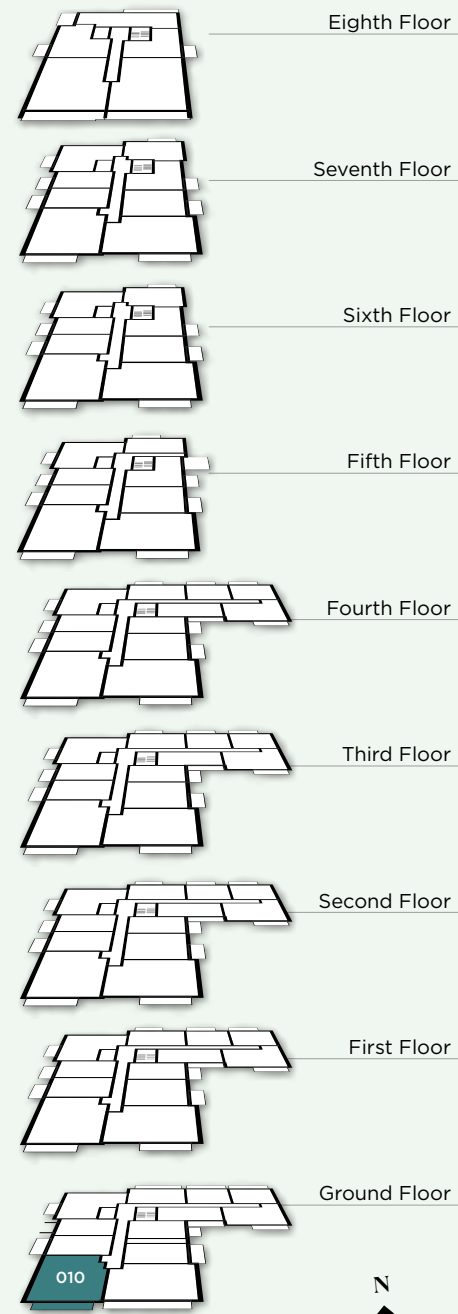 Eighth Floor
Seventh Floor
Sixth Floor
Fifth Floor
Fourth Floor
Third Floor
Second Floor
First Floor
Ground Floor
010
N